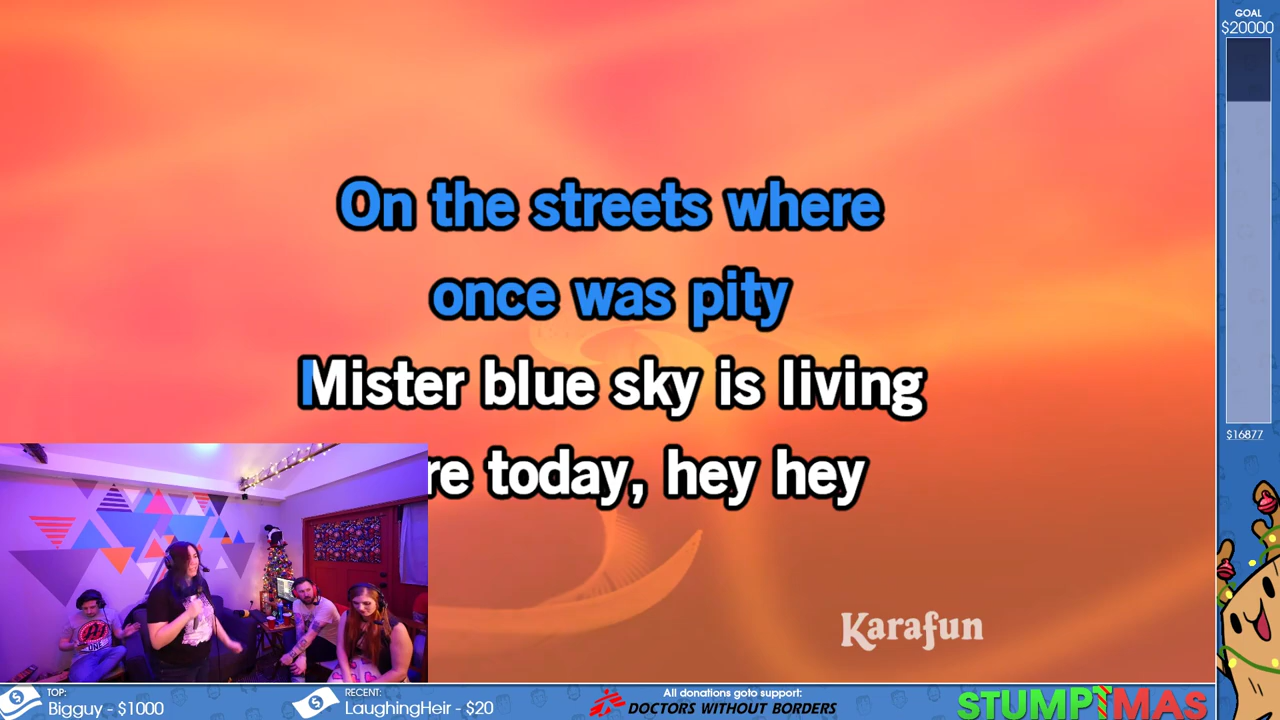 GOAL
$20000
On the streets where
once was pity
Mister blue sky is living
re today, hey hey
$16877
Karafun
TOP:
Bigguy - $1000
RECENT:
LaughingHeir - $20
All donations goto support:
DOCTORS WITHOUT BORDERS
STUMPTMAS